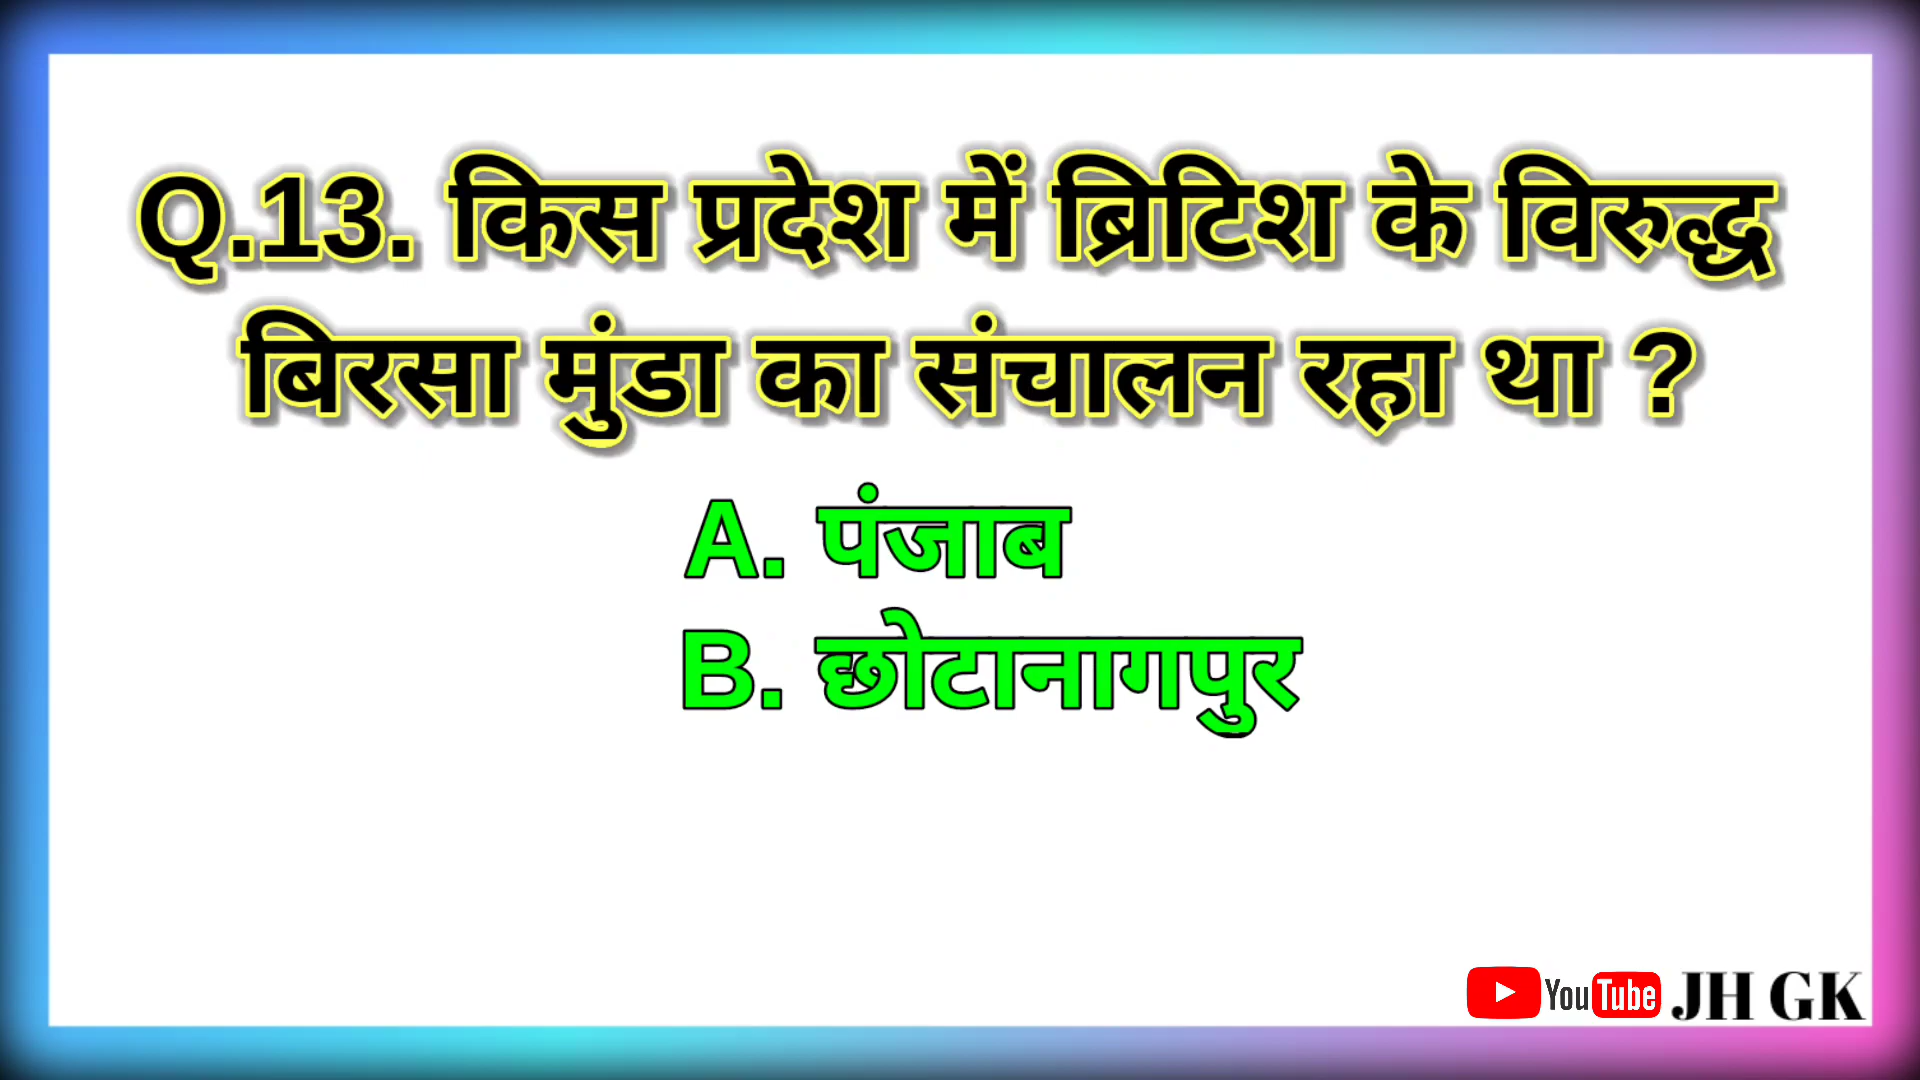 Q.13. किस प्रदेश में ब्रिटिश के विरुद्ध
बिरसा मुंडा का संचालन रहा था ?
A. पंजाब
B. छोटानागपुर
YouTube JH GK